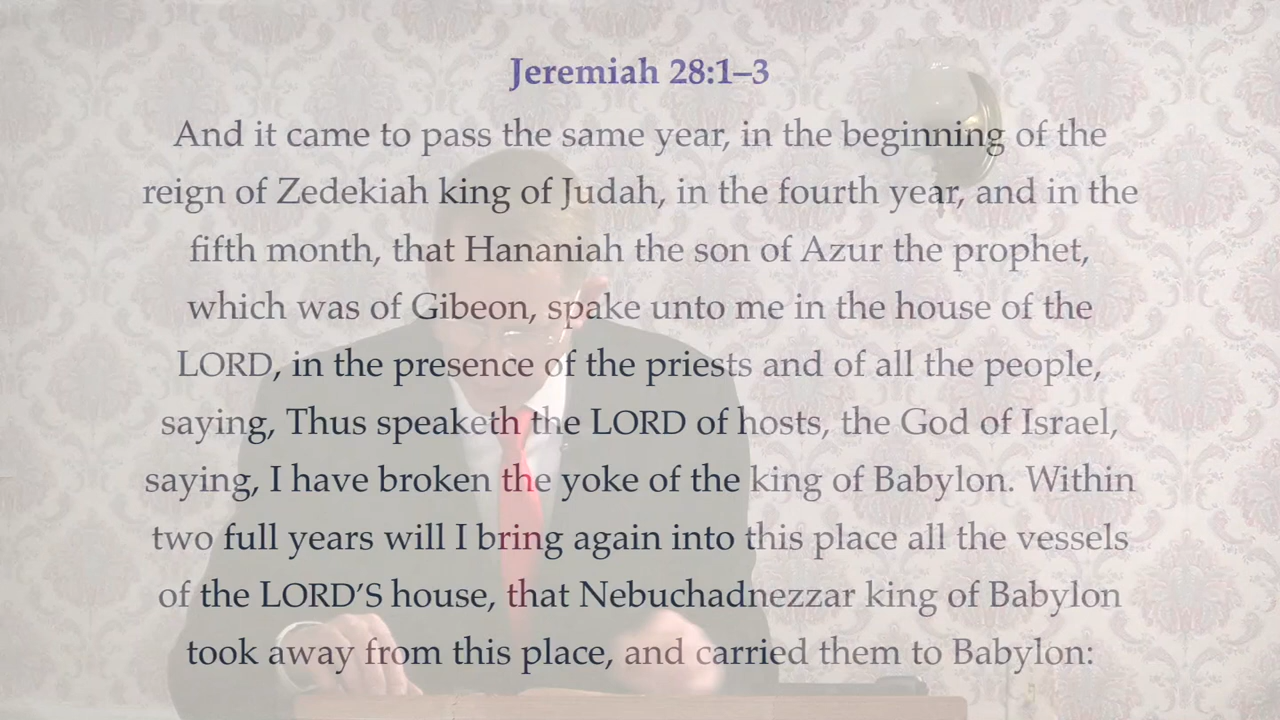 Jeremiah 28:1–3
And it came to pass the same year, in the beginning of the
reign of Zedekiah king of Judah, in the fourth year, and in the
fifth month, that Hananiah the son of Azur the prophet,
which was of Gibeon, spake unto me in the house of the
LORD, in the presence of the priests and of all the people,
saying, Thus speaketh the LORD of hosts, the God of Israel,
saying, I have broken the yoke of the king of Babylon. Within
two full years will I bring again into this place all the vessels
of the LORD’S house, that Nebuchadnezzar king of Babylon
took away from this place, and carried them to Babylon: